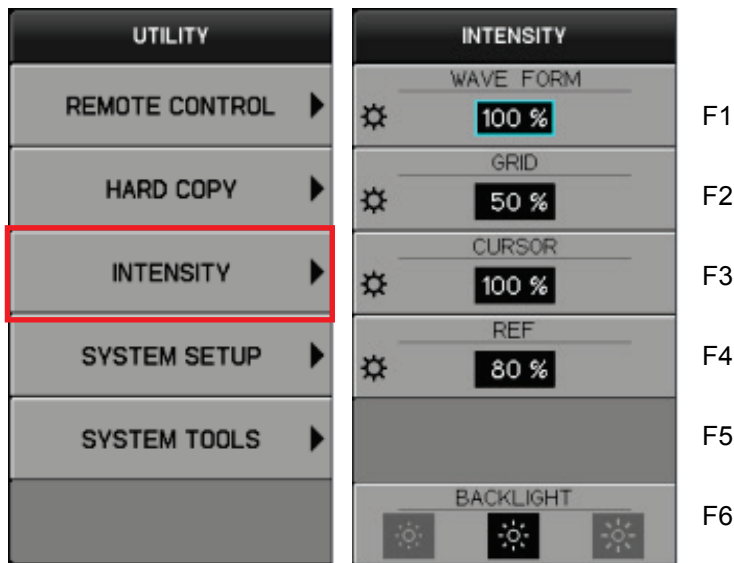 UTILITY
REMOTE CONTROL
HARD COPY
INTENSITY
SYSTEM SETUP
SYSTEM TOOLS
INTENSITY
WAVE FORM
100 %
F1
GRID
50 %
F2
CURSOR
100 %
F3
REF
80 %
F4
F5
BACKLIGHT
F6